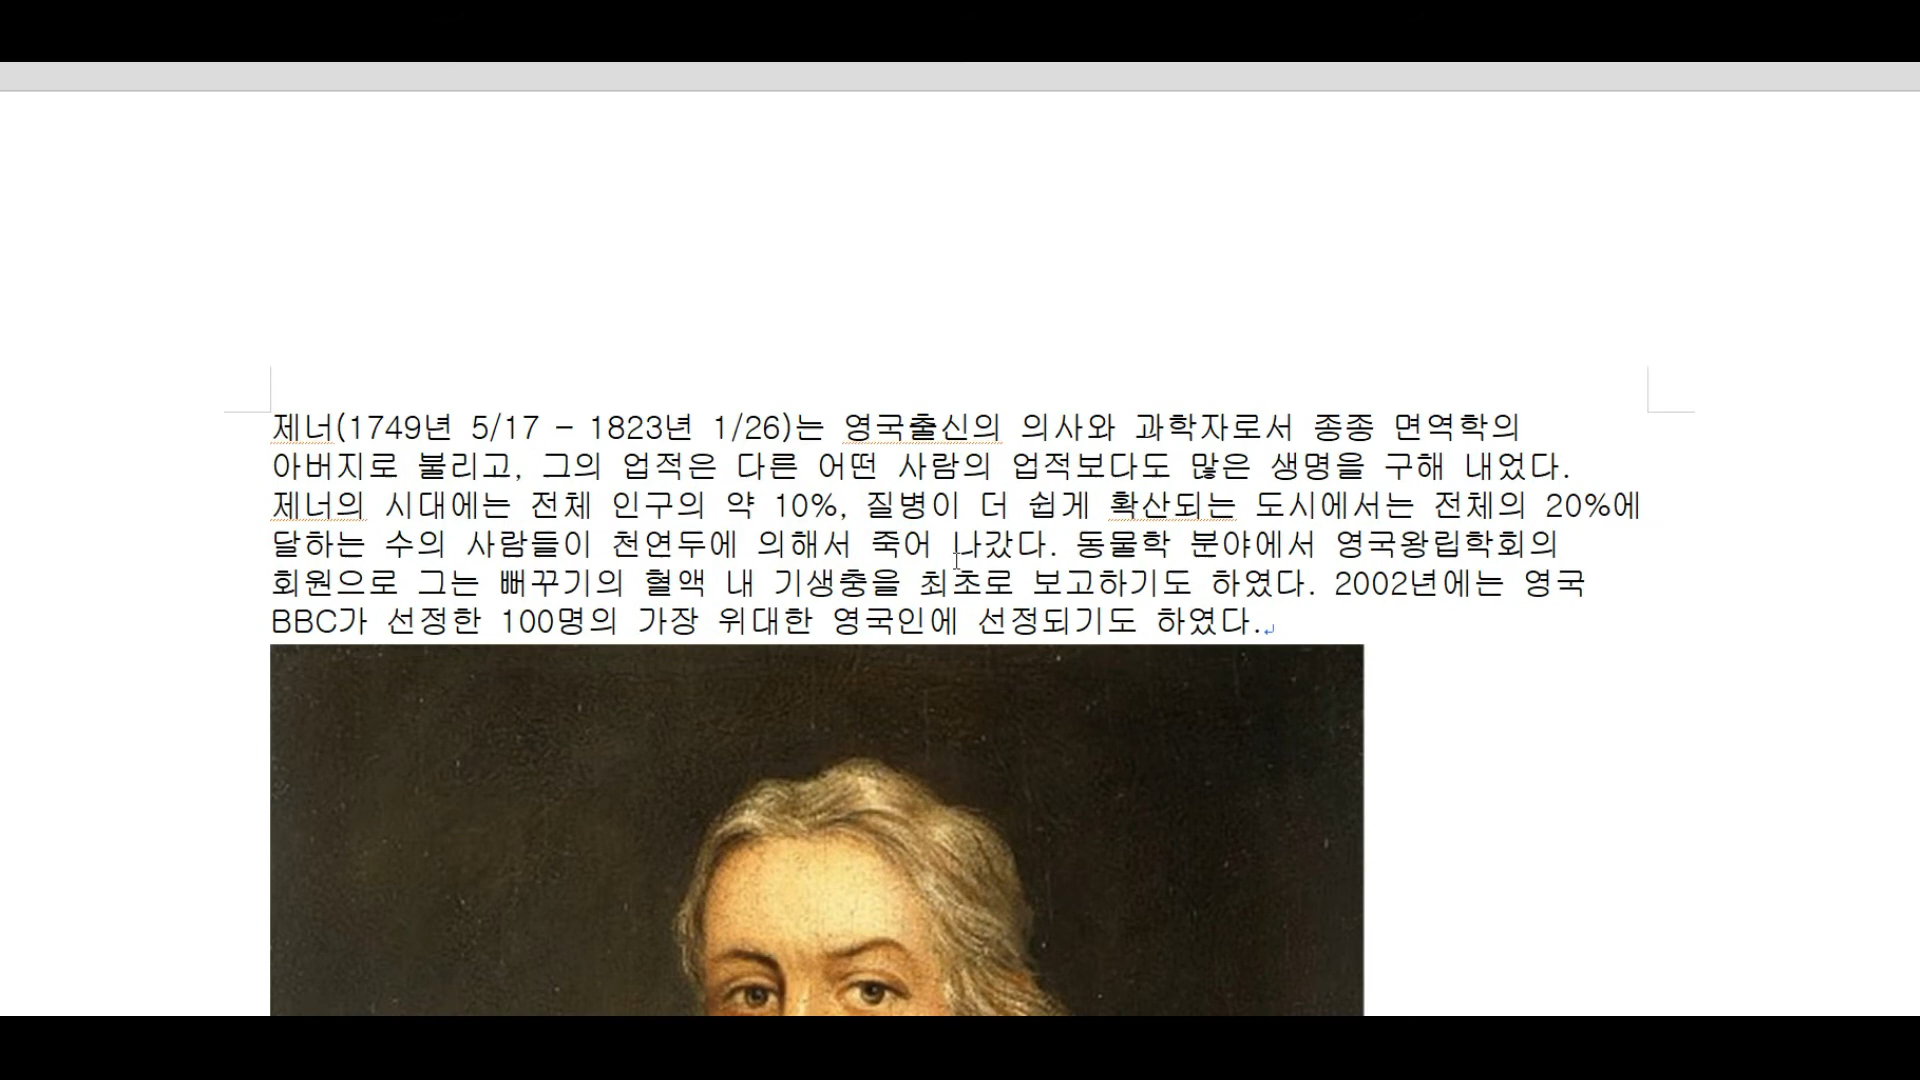 제너(1749년 5/17 – 1823년 1/26)는 영국출신의 의사와 과학자로서 종종 면역학의
아버지로 불리고, 그의 업적은 다른 어떤 사람의 업적보다도 많은 생명을 구해 내었다.
제너의 시대에는 전체 인구의 약 10%, 질병이 더 쉽게 확산되는 도시에서는 전체의 20%에
달하는 수의 사람들이 천연두에 의해서 죽어 나갔다. 동물학 분야에서 영국왕립학회의
회원으로 그는 뻐꾸기의 혈액 내 기생충을 최초로 보고하기도 하였다. 2002년에는 영국
BBC가 선정한 100명의 가장 위대한 영국인에 선정되기도 하였다.